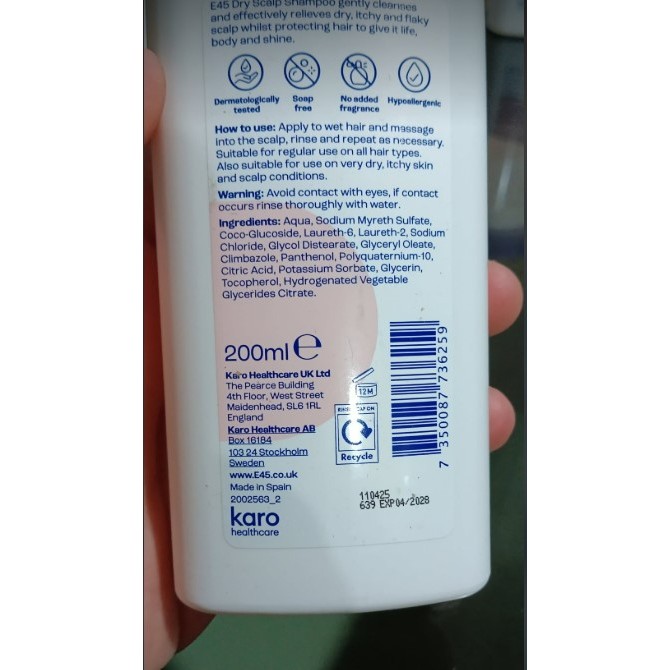 E45 Dry Scalp Shampoo gently cleanses
and effectively relieves dry, itchy and flaky
scalp whilst protecting hair to give it life,
body and shine.
Dermatologically
tested
Soap
free
No added
fragrance
Hypoallergenic
How to use: Apply to wet hair and massage
into the scalp, rinse and repeat as necessary.
Suitable for regular use on all hair types.
Also suitable for use on very dry, itchy skin
and scalp conditions.
Warning: Avoid contact with eyes, if contact
occurs rinse thoroughly with water.
Ingredients: Aqua, Sodium Myreth Sulfate,
Coco-Glucoside, Laureth-6, Laureth-2, Sodium
Chloride, Glycol Distearate, Glyceryl Oleate,
Climbazole, Panthenol, Polyquaternium-10,
Citric Acid, Potassium Sorbate, Glycerin,
Tocopherol, Hydrogenated Vegetable
Glycerides Citrate.
200ml e
Karo Healthcare UK Ltd
The Pearce Building
4th Floor, West Street
Maidenhead, SL6 1RL
England
Karo Healthcare AB
Box 16184
103 24 Stockholm
Sweden
www.E45.co.uk
Made in Spain
2002563_2
karo
healthcare
12M
RINSE CAP ON
Recycle
7 350087 736259
110425
639 EXP04/2028